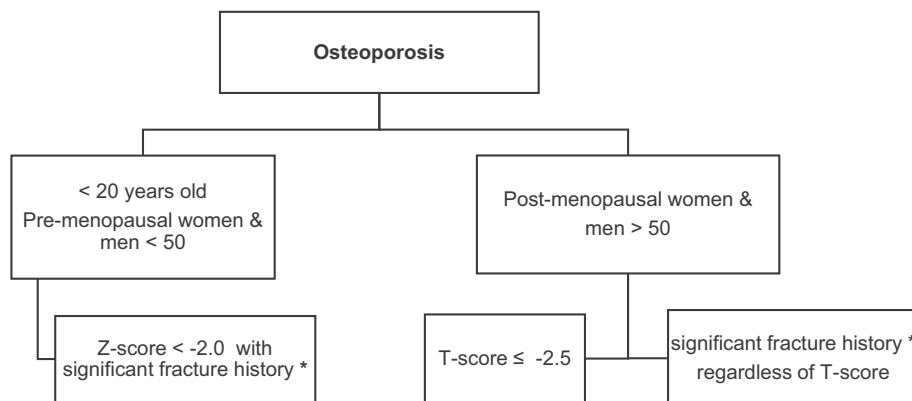 Osteoporosis
< 20 years old
Pre-menopausal women &
men < 50
Post-menopausal women &
men > 50
Z-score < -2.0 with
significant fracture history *
T-score ≤ -2.5
significant fracture history *
regardless of T-score